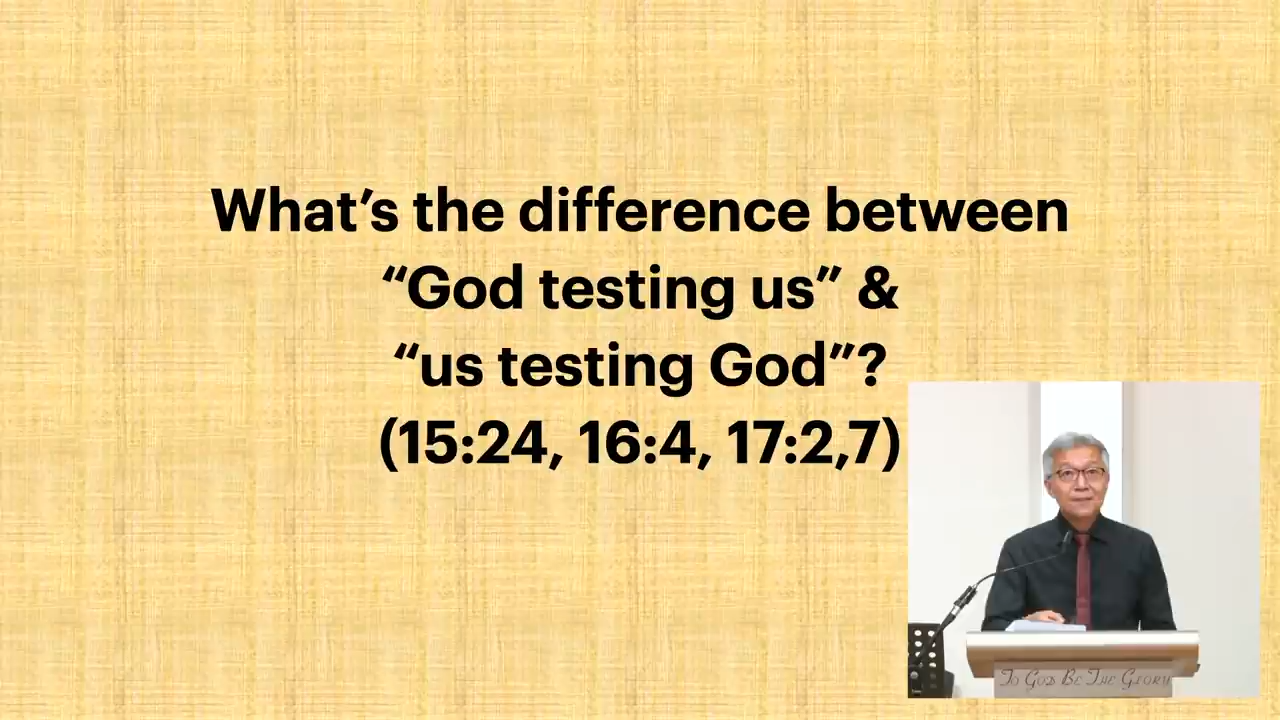 What’s the difference between
“God testing us” &
“us testing God”?
(15:24, 16:4, 17:2,7)
To God Be The Glory